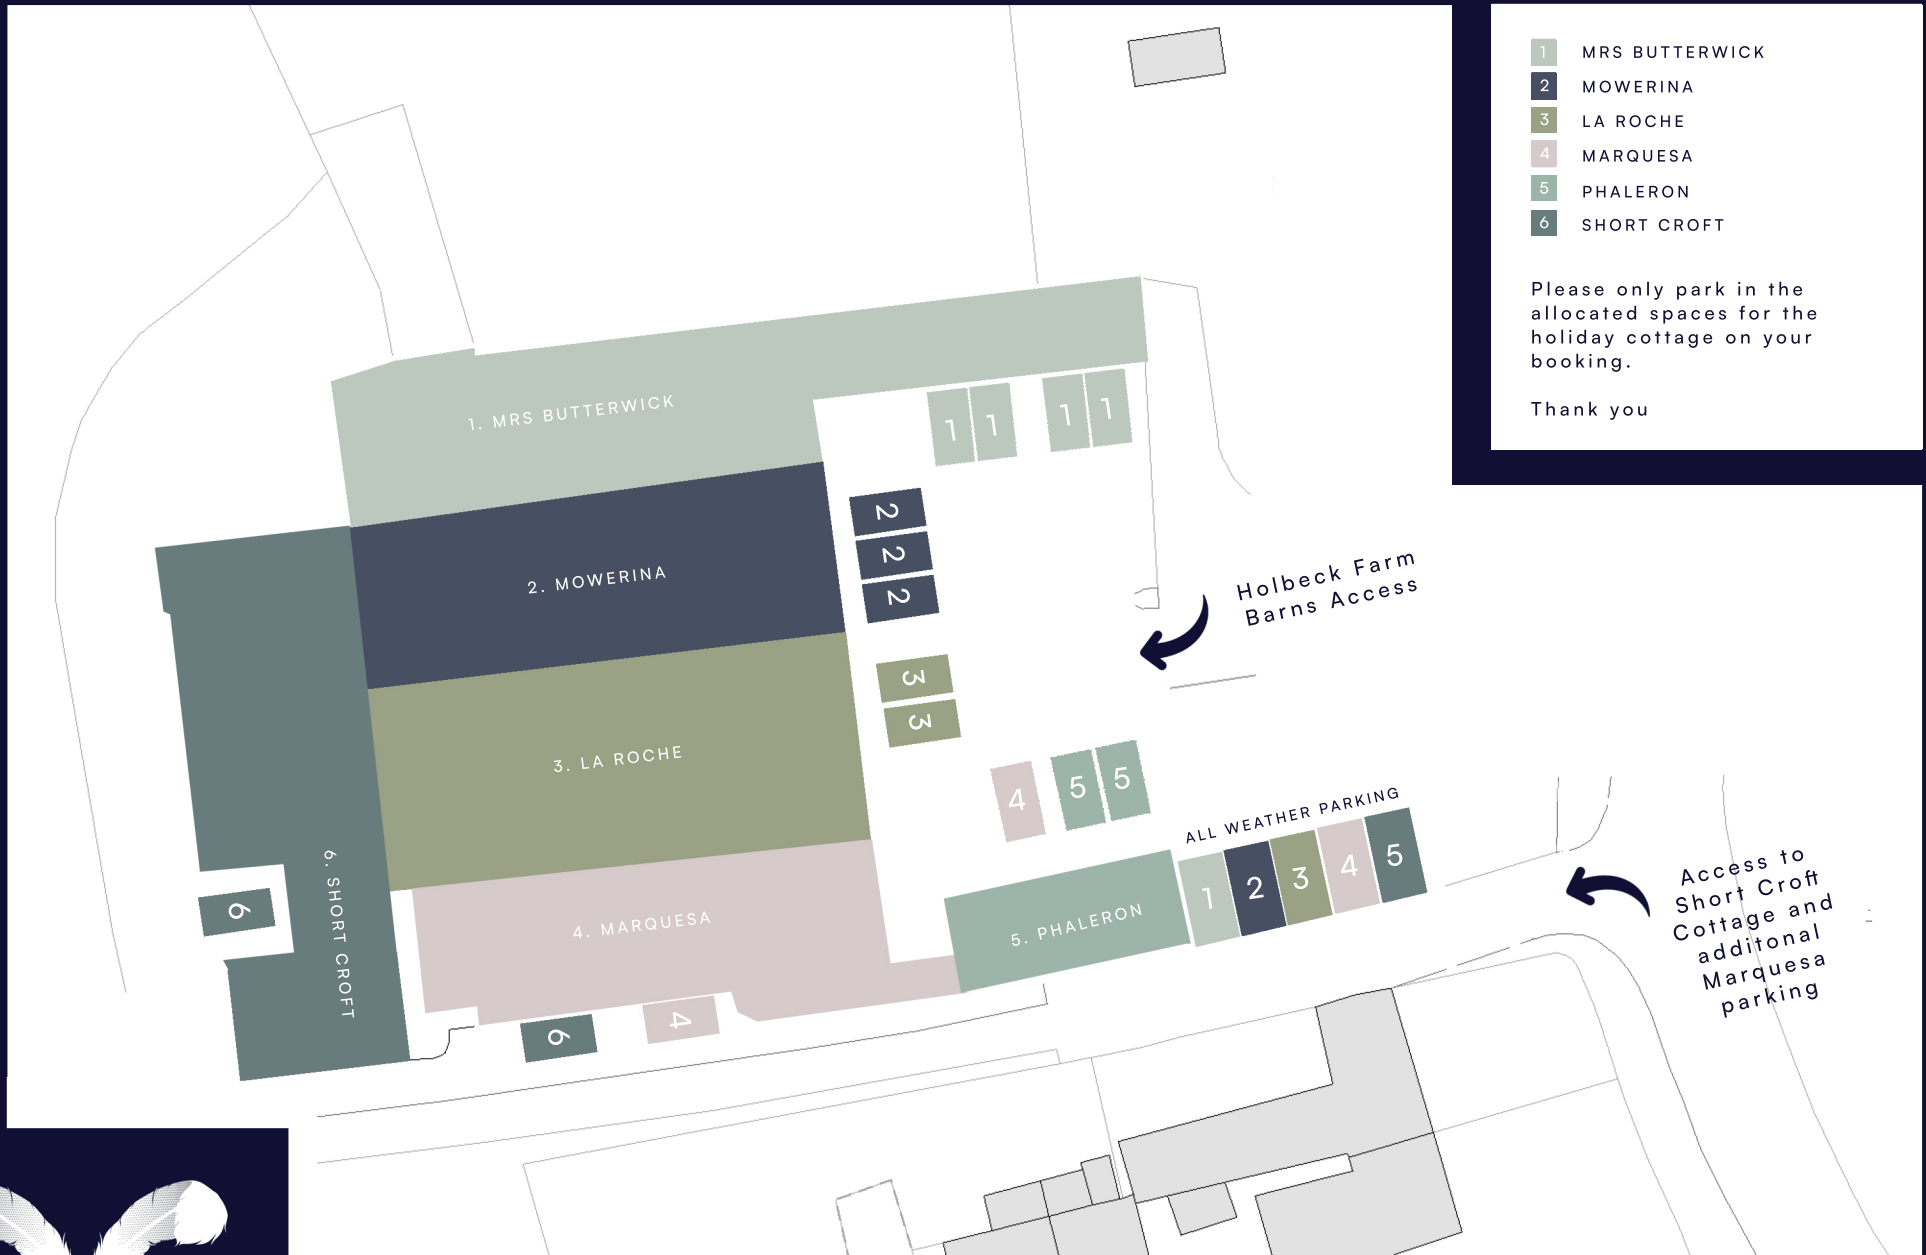 1 MRS BUTTERWICK
2 MOWERINA
3 LA ROCHE
4 MARQUESA
5 PHALERON
6 SHORT CROFT
Please only park in the
allocated spaces for the
holiday cottage on your
booking.
Thank you
1. MRS BUTTERWICK
1 1 1 1
2. MOWERINA
2
2
2
3. LA ROCHE
3
3
4 5 5
4. MARQUESA
5. PHALERON
ALL WEATHER PARKING
1 2 3 4 5
6. SHORT CROFT
6
6
4
Holbeck Farm
Barns Access
Access to
Short Croft
Cottage and
additonal
Marquesa
parking